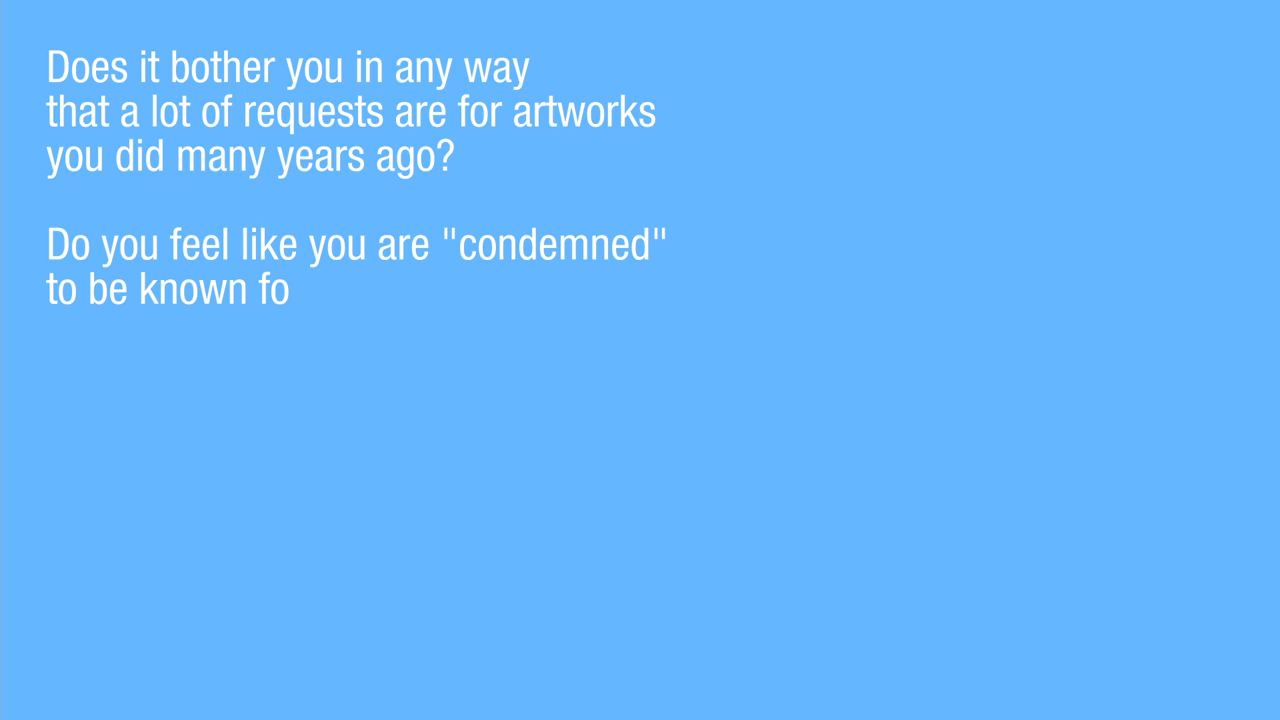 Does it bother you in any way
that a lot of requests are for artworks
you did many years ago?
Do you feel like you are "condemned"
to be known fo